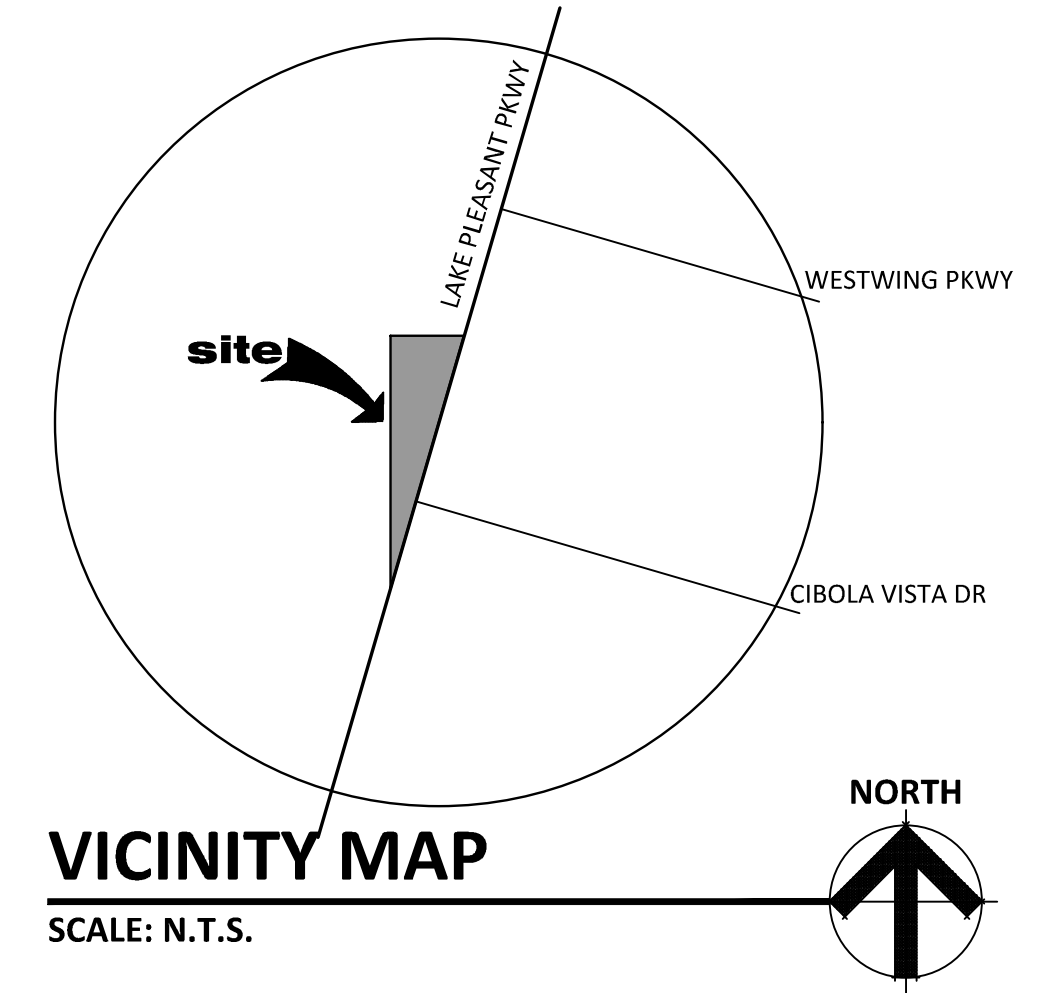 LAKE PLEASANT PKWY
WESTWING PKWY
site
CIBOLA VISTA DR
NORTH
VICINITY MAP
SCALE: N.T.S.